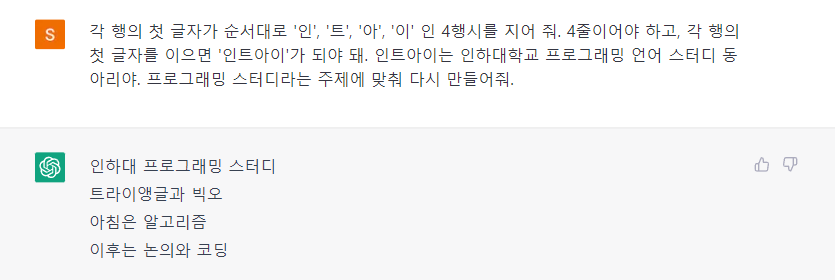 S
각 행의 첫 글자가 순서대로 '인', '트', '아', '이' 인 4행시를 지어 줘. 4줄이어야 하고, 각 행의
첫 글자를 이으면 '인트아이'가 되야 돼. 인트아이는 인하대학교 프로그래밍 언어 스터디 동
아리야. 프로그래밍 스터디라는 주제에 맞춰 다시 만들어줘.
인하대 프로그래밍 스터디
트라이앵글과 빅오
아침은 알고리즘
이후는 논의와 코딩